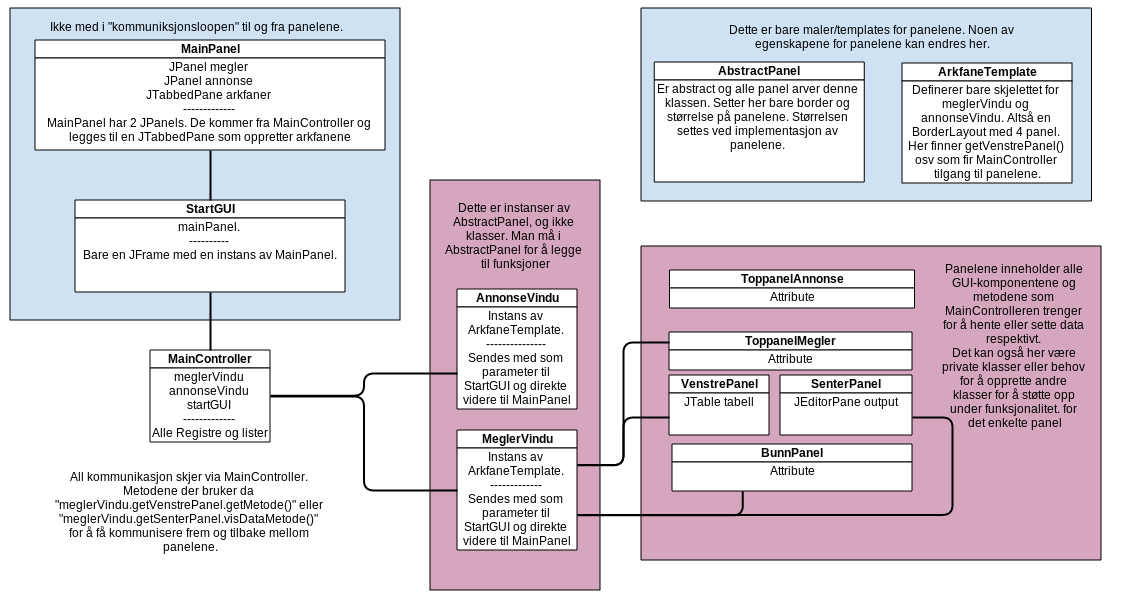 Ikke med i "kommuniksjonsloopen" til og fra panelene.
MainPanel
JPanel megler
JPanel annonse
JTabbedPane arkfaner
-------------
MainPanel har 2 JPanels. De kommer fra MainController og
legges til en JTabbedPane som oppretter arkfanene
StartGUI
mainPanel.
----------
Bare en JFrame med en instans av MainPanel.
MainController
meglerVindu
annonseVindu
startGUI
-------------
Alle Registre og lister
All kommunikasjon skjer via MainController.
Metodene der bruker da
"meglerVindu.getVenstrePanel.getMetode()" eller
"meglerVindu.getSenterPanel.visDataMetode()"
for å få kommunisere frem og tilbake mellom
panelene.
Dette er instanser av
AbstractPanel, og ikke
klasser. Man må i
AbstractPanel for å legge
til funksjoner
AnnonseVindu
Instans av
ArkfaneTemplate.
---------------
Sendes med som
parameter til
StartGUI og direkte
videre til MainPanel
MeglerVindu
Instans av
ArkfaneTemplate.
-------------
Sendes med som
parameter til
StartGUI og direkte
videre til MainPanel
Dette er bare maler/templates for panelene. Noen av
egenskapene for panelene kan endres her.
AbstractPanel
Er abstract og alle panel arver denne
klassen. Setter her bare border og
størrelse på panelene. Størrelsen
settes ved implementasjon av
panelene.
ArkfaneTemplate
Definerer bare skjelettet for
meglerVindu og
annonseVindu. Altså en
BorderLayout med 4 panel.
Her finner getVenstrePanel()
osv som fir MainController
tilgang til panelene.
ToppanelAnnonse
Attribute
ToppanelMegler
Attribute
VenstrePanel
JTable tabell
SenterPanel
JEditorPane output
BunnPanel
Attribute
Panelene inneholder alle
GUI-komponentene og
metodene som
MainControlleren trenger
for å hente eller sette data
respektivt.
Det kan også her være
private klasser eller behov
for å opprette andre
klasser for å støtte opp
under funksjonalitet. for
det enkelte panel